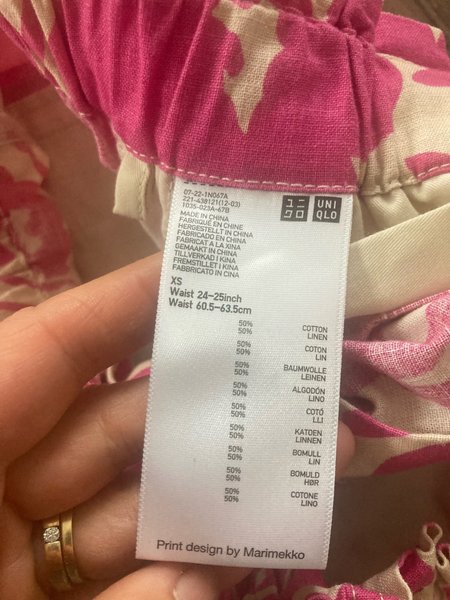 07-22-1N067A
221-438121(12-03)
1035-023A-67B
ユニ
クロ
UNI
QLO
MADE IN CHINA
FABRIQUÉ EN CHINE
HERGESTELLT IN CHINA
FABRICADO EN CHINA
FABRICAT A LA XINA
GEMAAKT IN CHINA
TILLVERKAD I KINA
FREMSTILLET I KINA
FABBRICATO IN CINA
XS
Waist 24-25inch
Waist 60.5-63.5cm
50% COTTON
50% LINEN
50% COTON
50% LIN
50% BAUMWOLLE
50% LEINEN
50% ALGODÓN
50% LINO
50% COTÓ
50% LLI
50% KATOEN
50% LINNEN
50% BOMULL
50% LIN
50% BOMULD
50% HØR
50% COTONE
50% LINO
Print design by Marimekko